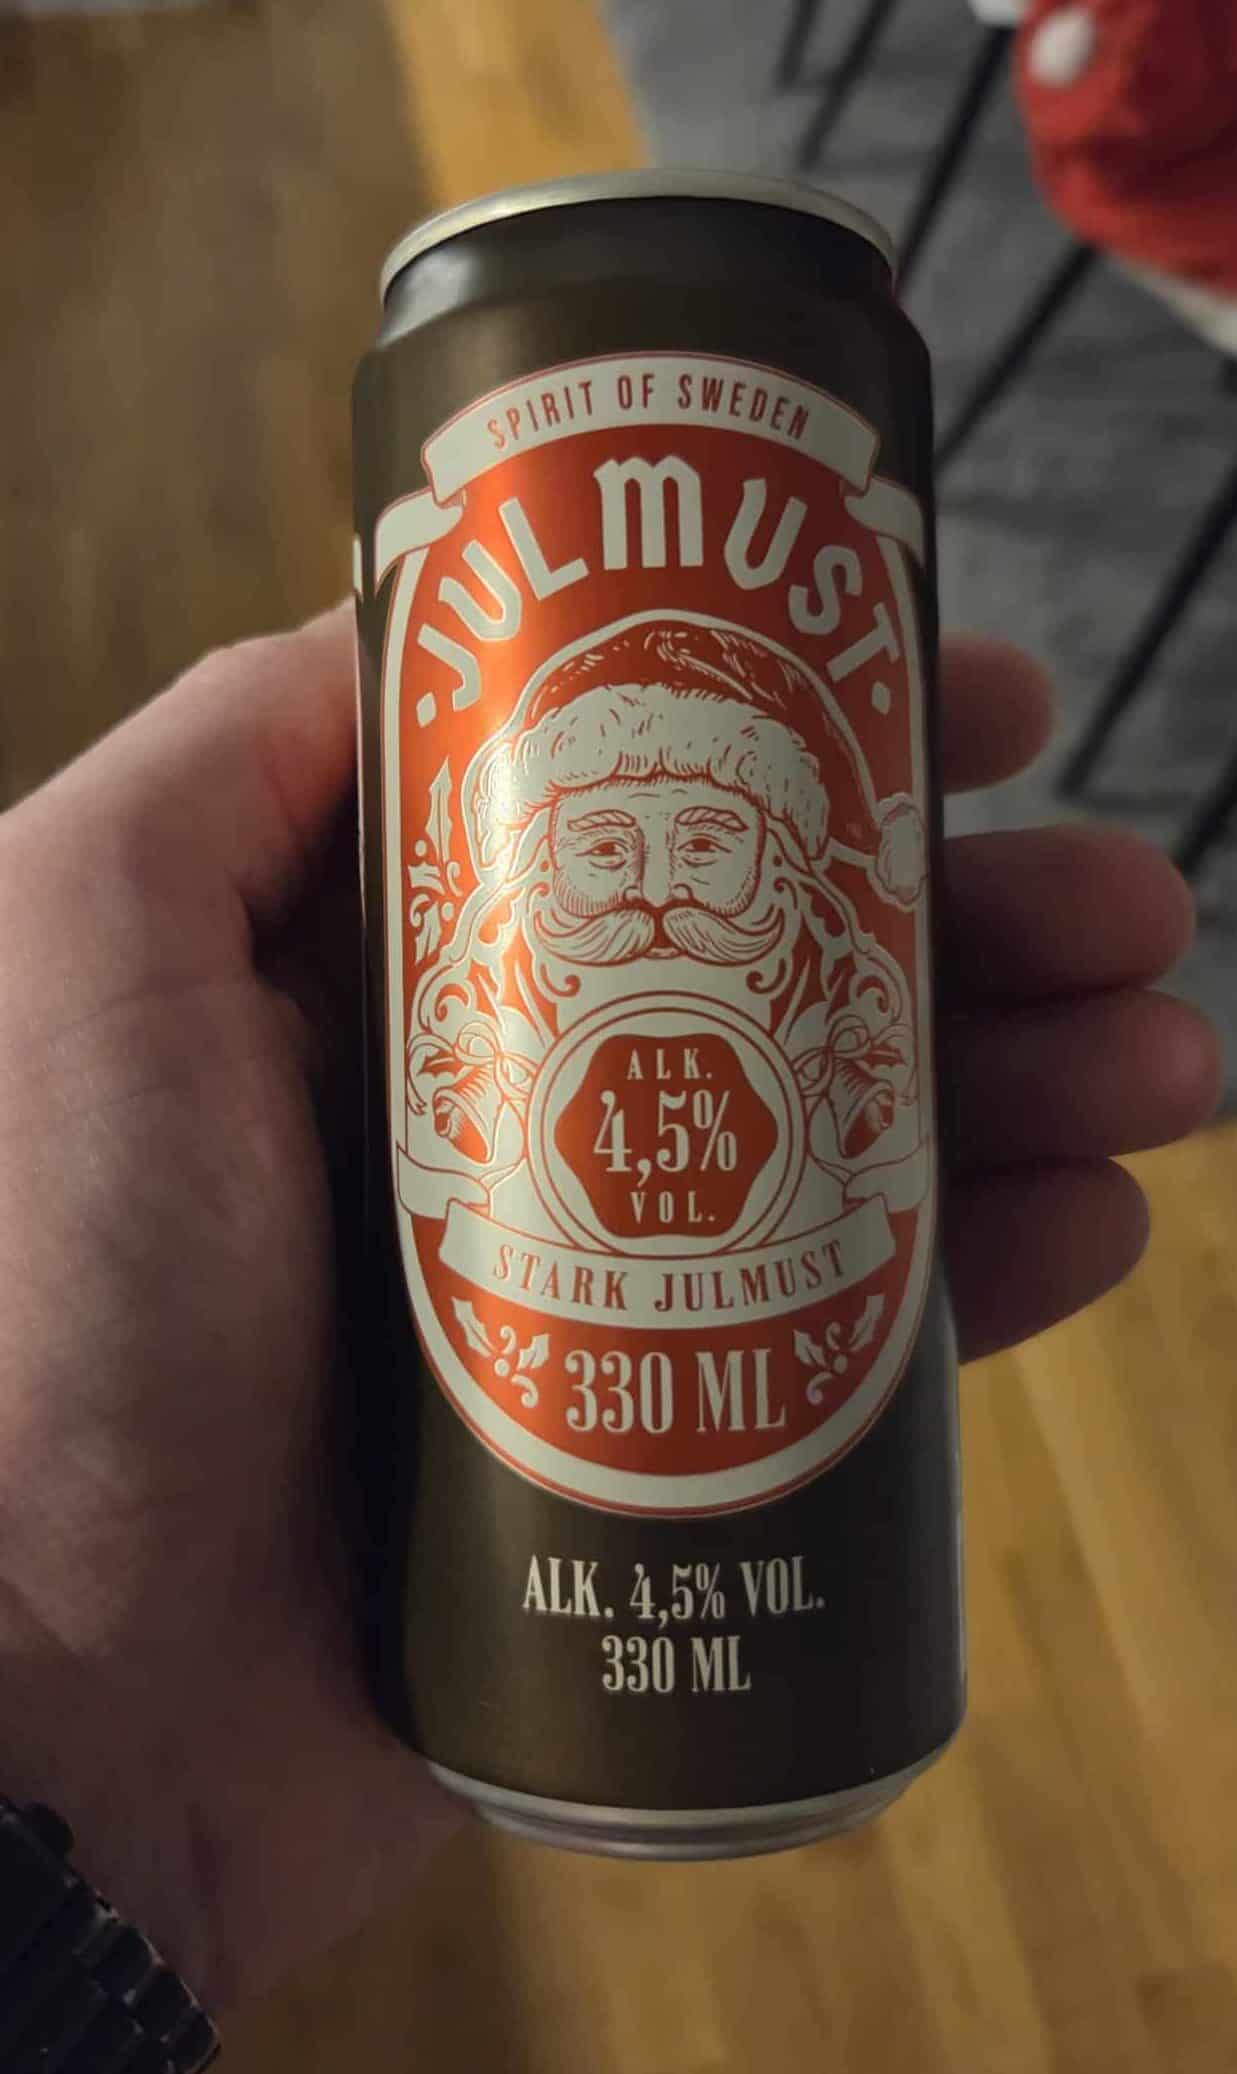 SPIRIT OF SWEDEN
·JULMUST·
ALK.
4,5%
VOL.
STARK JULMUST
330 ML
ALK. 4,5% VOL.
330 ML